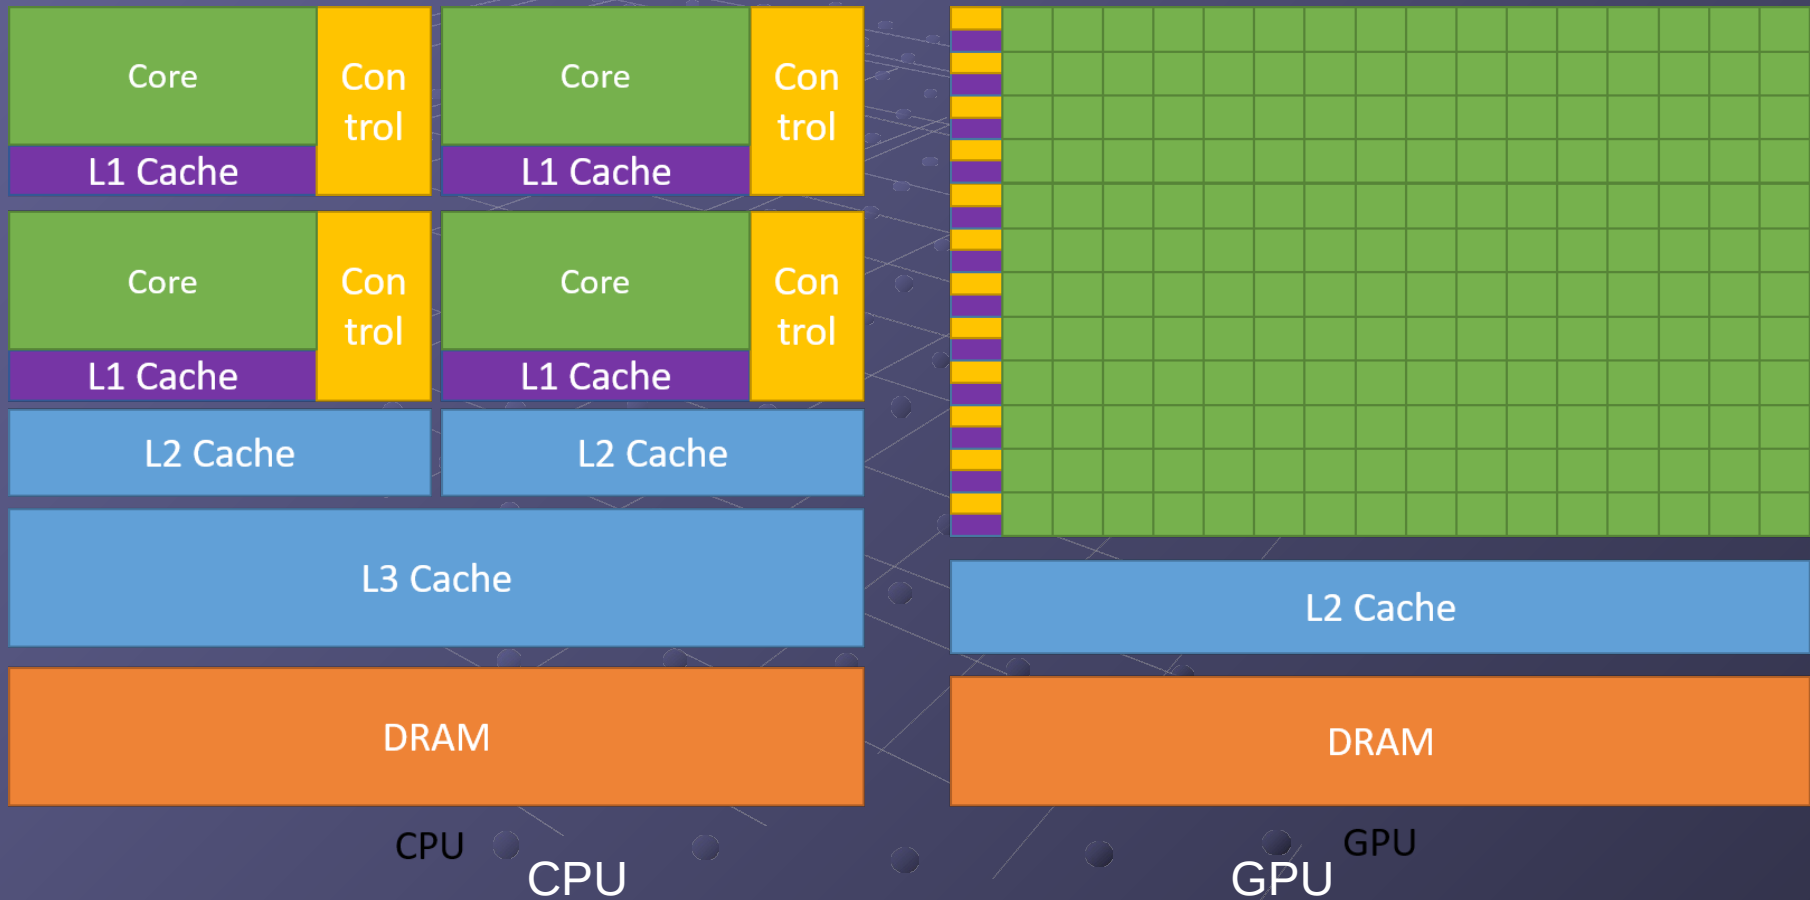 Core
Con
trol
L1 Cache
Core
Con
trol
L1 Cache
Core
Con
trol
L1 Cache
Core
Con
trol
L1 Cache
L2 Cache
L2 Cache
L3 Cache
DRAM
CPU
CPU
L2 Cache
DRAM
GPU
GPU